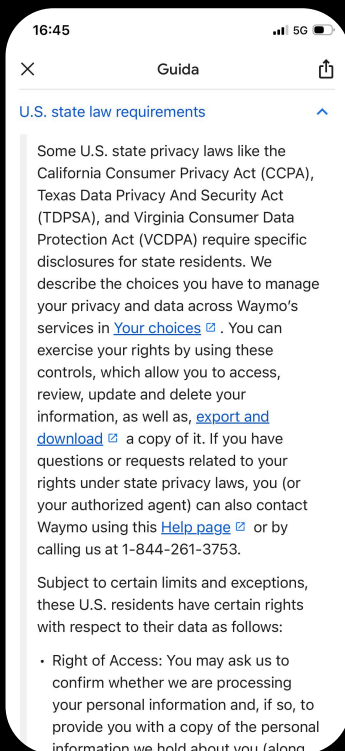 16:45
5G
Guida
U.S. state law requirements
Some U.S. state privacy laws like the
California Consumer Privacy Act (CCPA),
Texas Data Privacy And Security Act
(TDPSA), and Virginia Consumer Data
Protection Act (VCDPA) require specific
disclosures for state residents. We
describe the choices you have to manage
your privacy and data across Waymo's
services in Your choices . You can
exercise your rights by using these
controls, which allow you to access,
review, update and delete your
information, as well as, export and
download a copy of it. If you have
questions or requests related to your
rights under state privacy laws, you (or
your authorized agent) can also contact
Waymo using this Help page or by
calling us at 1-844-261-3753.
Subject to certain limits and exceptions,
these U.S. residents have certain rights
with respect to their data as follows:
• Right of Access: You may ask us to
confirm whether we are processing
your personal information and, if so, to
provide you with a copy of the personal
information we hold about you (along